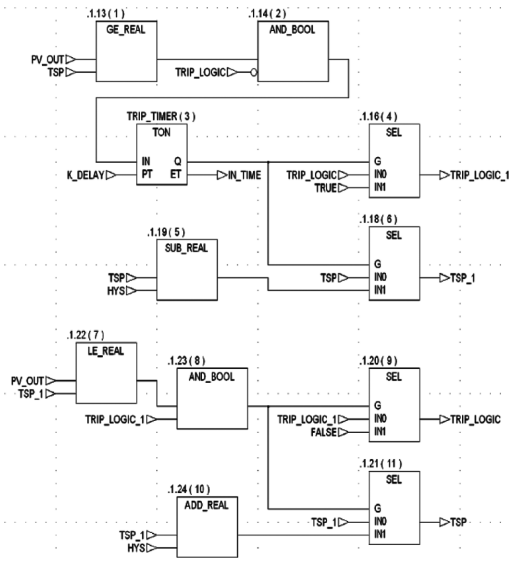 .1.13 ( 1 )
GE_REAL
PV_OUT
TSP
.1.14 ( 2 )
AND_BOOL
TRIP_LOGIC
TRIP_TIMER ( 3 )
TON
IN Q
PT ET
K_DELAY
IN_TIME
.1.16 ( 4 )
SEL
G
TRIP_LOGIC IN0
TRUE IN1
TRIP_LOGIC_1
.1.18 ( 6 )
SEL
G
TSP IN0
IN1
TSP_1
.1.19 ( 5 )
SUB_REAL
TSP
HYS
.1.22 ( 7 )
LE_REAL
PV_OUT
TSP_1
.1.23 ( 8 )
AND_BOOL
TRIP_LOGIC_1
.1.20 ( 9 )
SEL
G
TRIP_LOGIC_1 IN0
FALSE IN1
TRIP_LOGIC
.1.21 ( 11 )
SEL
G
TSP_1 IN0
IN1
TSP
.1.24 ( 10 )
ADD_REAL
TSP_1
HYS